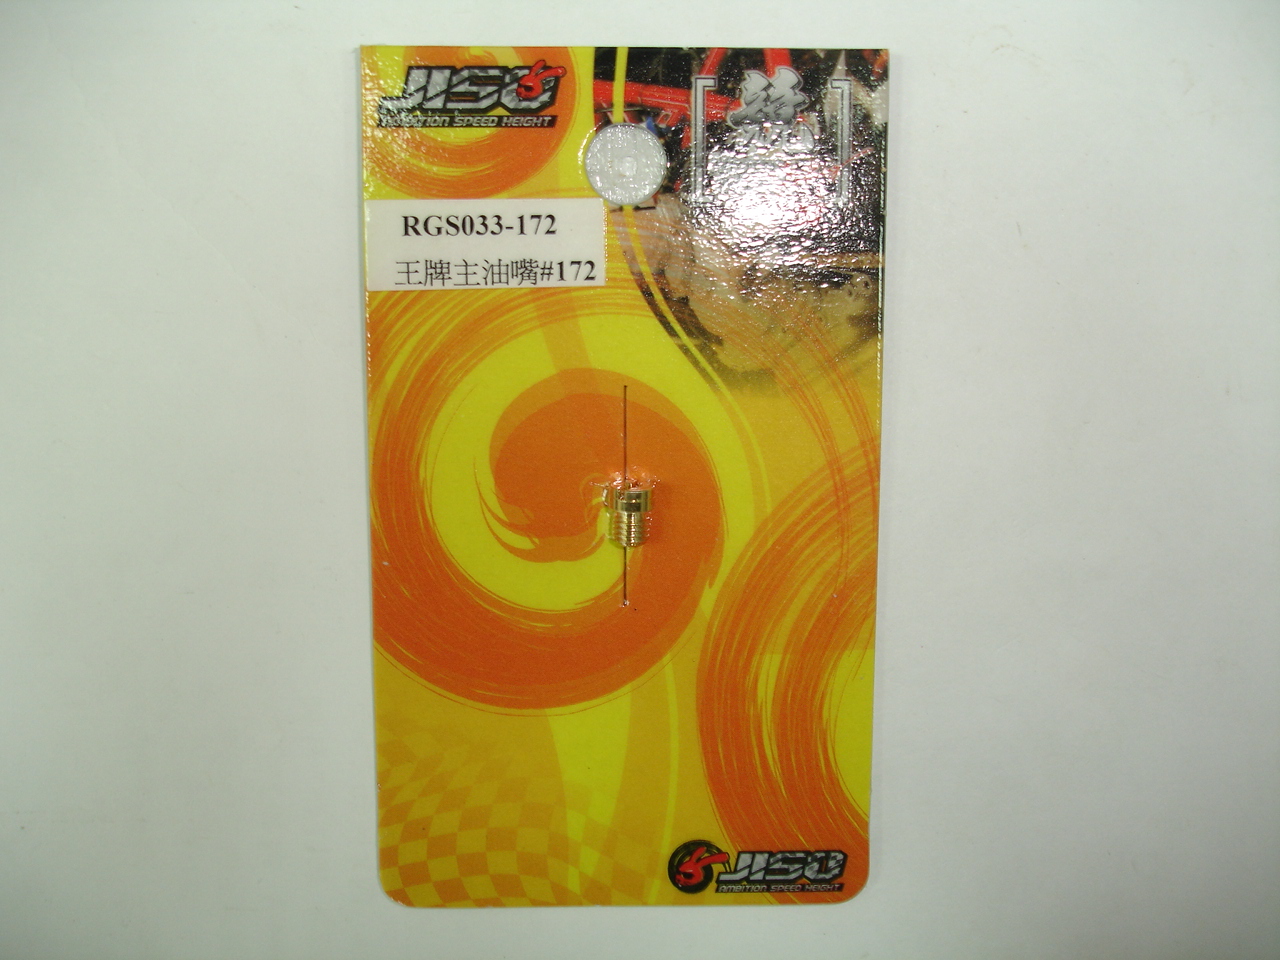 JISO
AMBITION SPEED HEIGHT
RGS033-172
王牌主油嘴#172
JISO
AMBITION SPEED HEIGHT